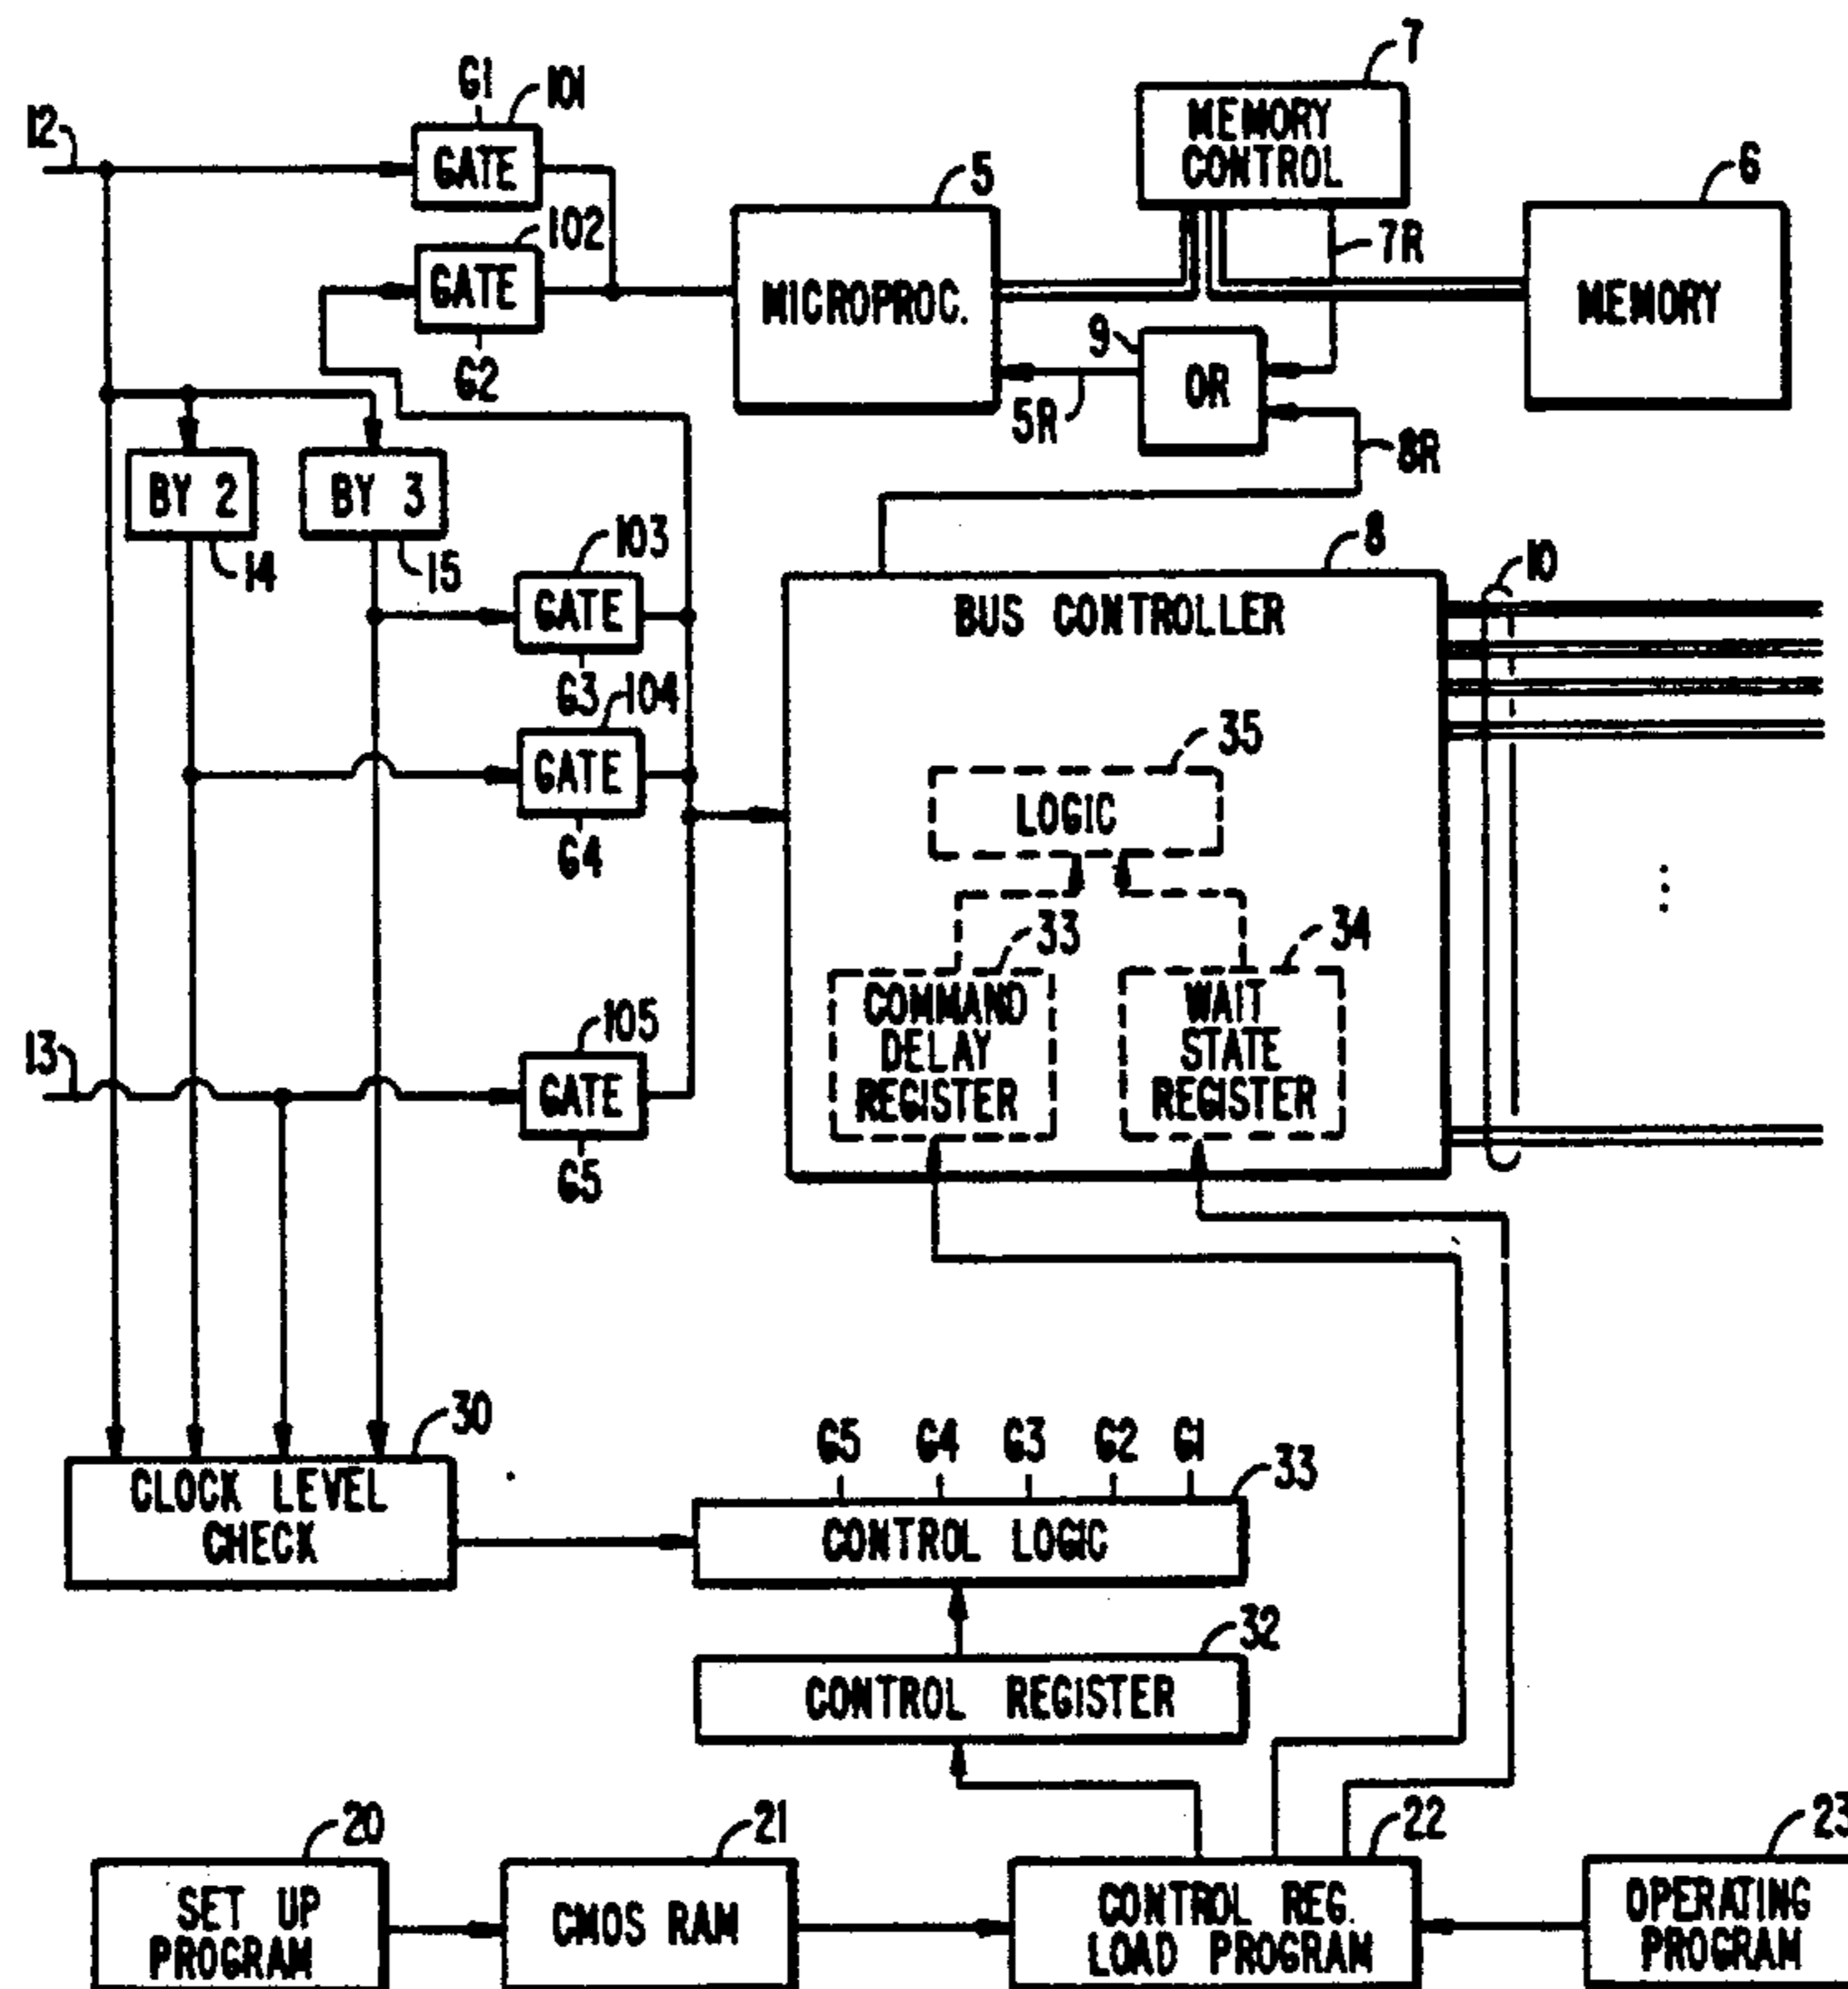 7
G1 101
12
GATE
MEMORY
CONTROL
5
6
102
GATE
7R
MICROPROC.
MEMORY
G2
9
OR
5R
8R
BY 2
BY 3
14
15
103
8
10
GATE
BUS CONTROLLER
G3
104
GATE
35
LOGIC
G4
33
34
COMMAND
DELAY
REGISTER
WAIT
STATE
REGISTER
105
13
GATE
G5
30
CLOCK LEVEL
CHECK
G5 G4 G3 G2 G1
33
CONTROL LOGIC
32
CONTROL REGISTER
20
21
22
23
SET UP
PROGRAM
CMOS RAM
CONTROL REG.
LOAD PROGRAM
OPERATING
PROGRAM